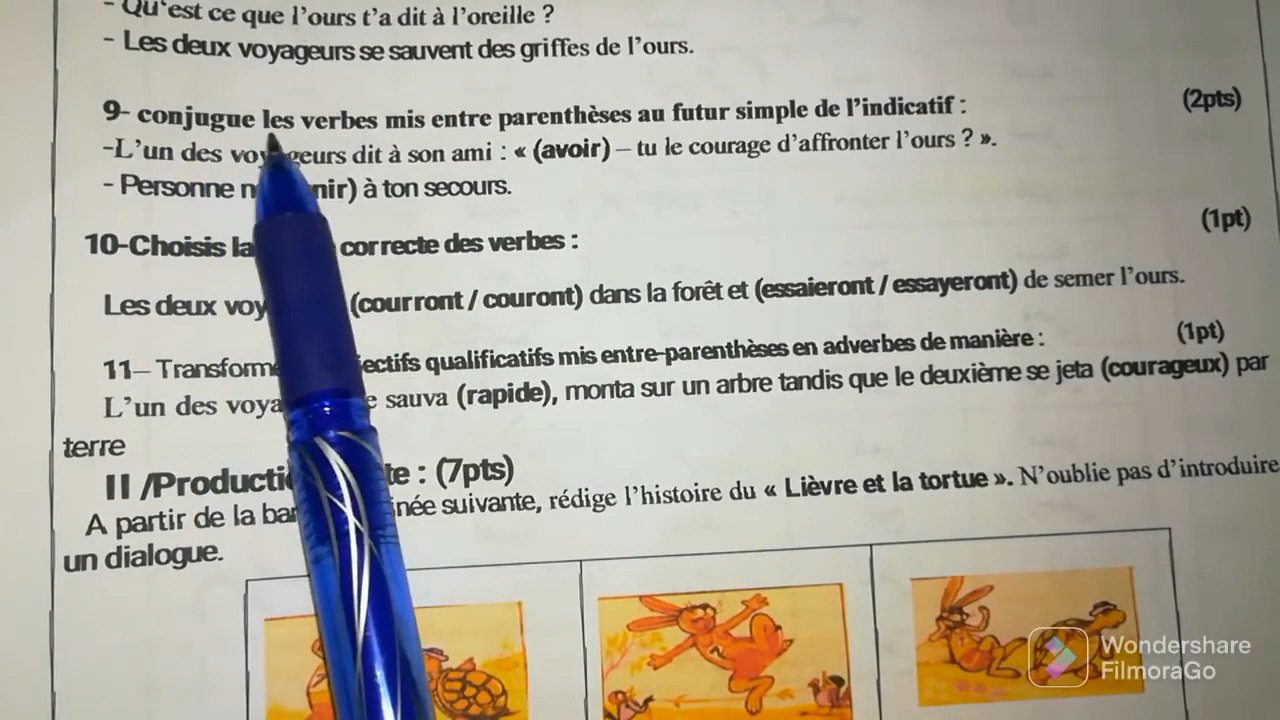 - Qu'est ce que l'ours t'a dit à l'oreille ?
- Les deux voyageurs se sauvent des griffes de l'ours.
9- conjugue les verbes mis entre parenthèses au futur simple de l'indicatif : (2pts)
-L'un des voyageurs dit à son ami : « (avoir) – tu le courage d'affronter l'ours ? ».
- Personne nir) à ton secours.
10-Choisis la correcte des verbes : (1pt)
Les deux voy (courront / couront) dans la forêt et (essaieront / essayeront) de semer l'ours.
11– Transforme ectifs qualificatifs mis entre-parenthèses en adverbes de manière : (1pt)
L'un des voya e sauva (rapide), monta sur un arbre tandis que le deuxième se jeta (courageux) par
terre
II /Producti te : (7pts)
A partir de la ban inée suivante, rédige l'histoire du « Lièvre et la tortue ». N'oublie pas d'introduire
un dialogue.
Wondershare
FilmoraGo